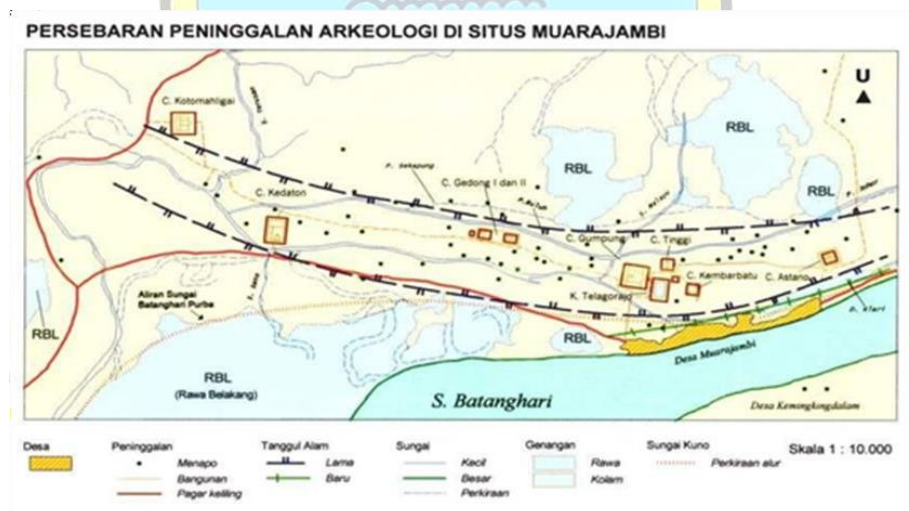 PERSEBARAN PENINGGALAN ARKEOLOGI DI SITUS MUARAJAMBI
U
C. Kotomahligai
RBL
RBL
RBL
C. Kedaton
C. Gedong I dan II
C. Gumpung
C. Tinggi
C. Kambarbatu
C. Astano
K. Telagorajo
Aliran Sungai
Batanghari Purba
RBL
RBL
(Rawa Belakang)
RBL
Desa Muarajambi
S. Batanghari
Desa Kemingkingdalam
Desa
Peninggalan
Menapo
Bangunan
Pagar keliling
Tanggul Alam
Lama
Baru
Sungai
Kecil
Besar
Perkiraan
Genangan
Rawa
Kolam
Sungai Kuno
Perkiraan alur
Skala 1 : 10.000